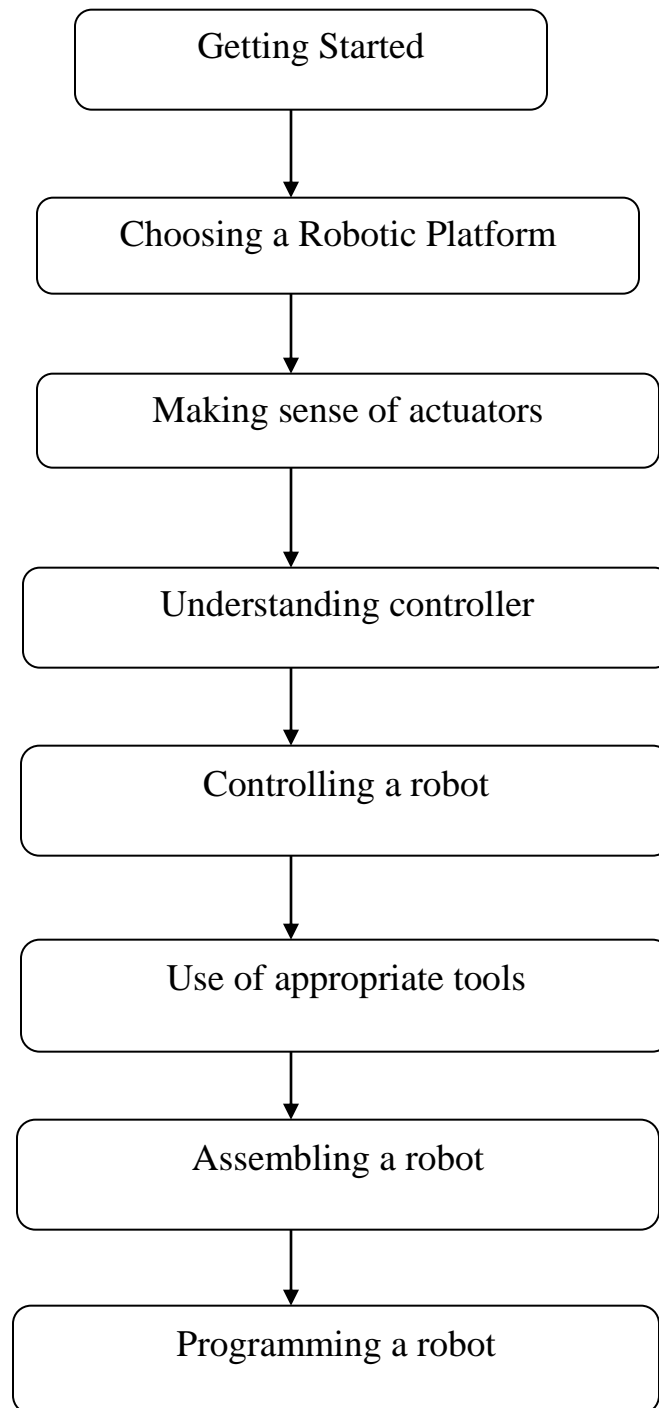 Getting Started
Choosing a Robotic Platform
Making sense of actuators
Understanding controller
Controlling a robot
Use of appropriate tools
Assembling a robot
Programming a robot